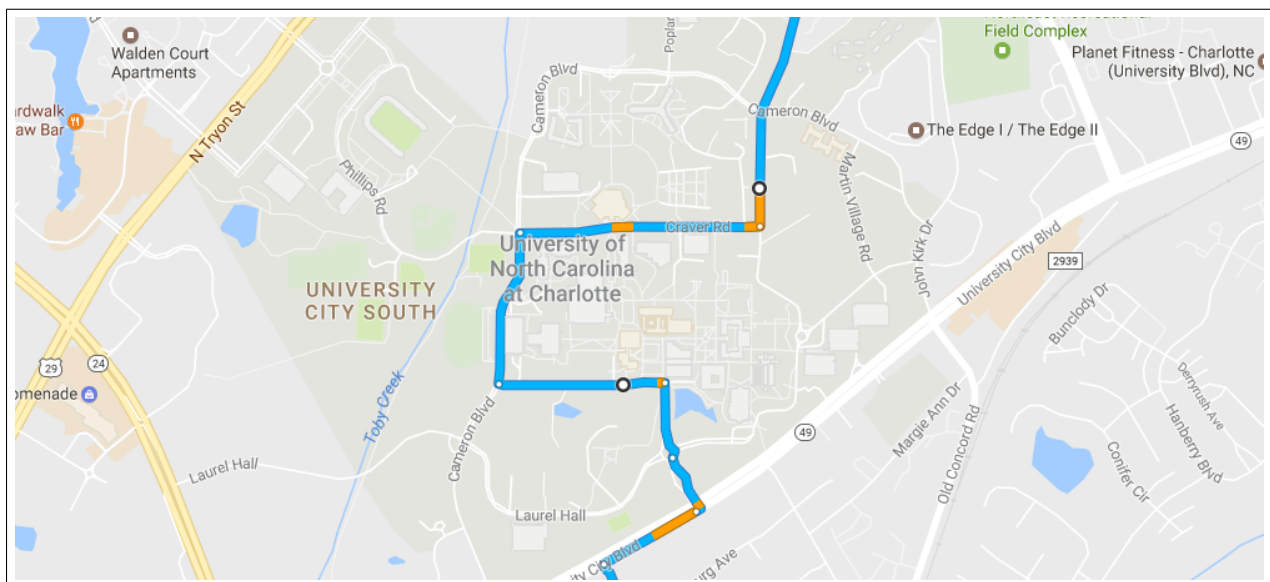 Walden Court
Apartments
ardwalk
aw Bar
N Tryon St
Phillips Rd
Cameron Blvd
Poplar
Field Complex
Planet Fitness - Charlotte
(University Blvd), NC
Cameron Blvd
The Edge I / The Edge II
49
Martin Village Rd
John Kirk Dr
University City Blvd
2939
Craver Rd
University of
North Carolina
at Charlotte
UNIVERSITY
CITY SOUTH
29
24
omenade
Toby Creek
Cameron Blvd
Laurel Hall
Laurel Hall
49
Margie Ann Dr
Old Concord Rd
Bunclody Dr
Derryrush Ave
Hanberry Blvd
Conifer Cir
ity City Blvd
urg Ave